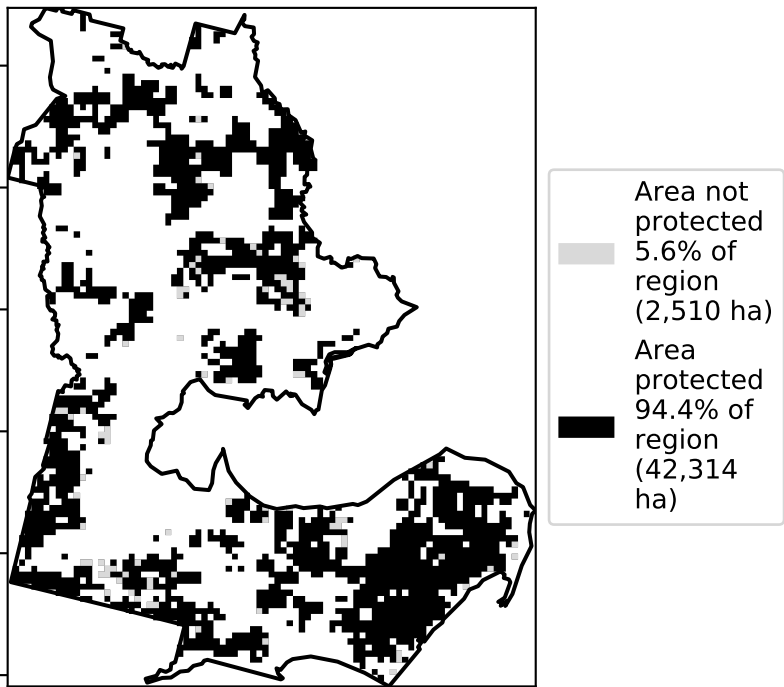 Area not
protected
5.6% of
region
(2,510 ha)
Area
protected
94.4% of
region
(42,314
ha)